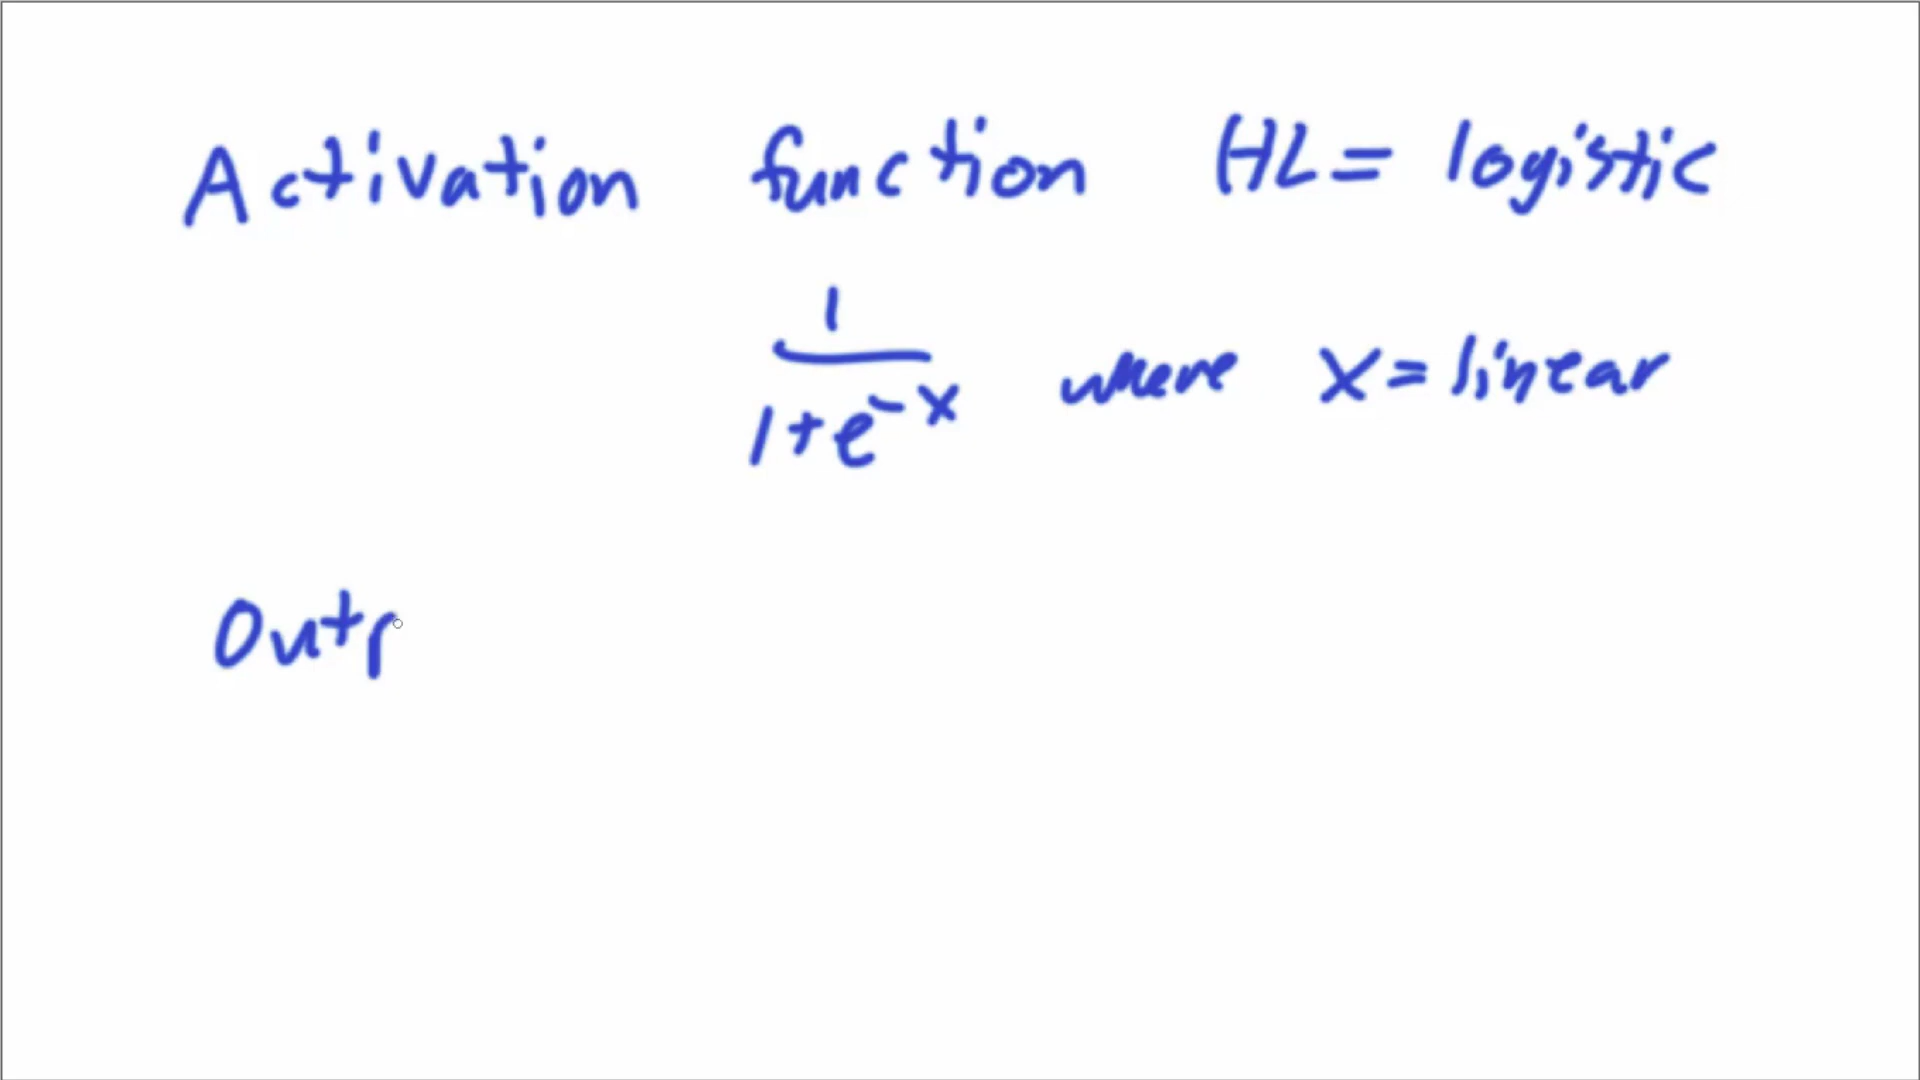 Activation function HL = logistic
1
1+e^-x where x = linear
Outp